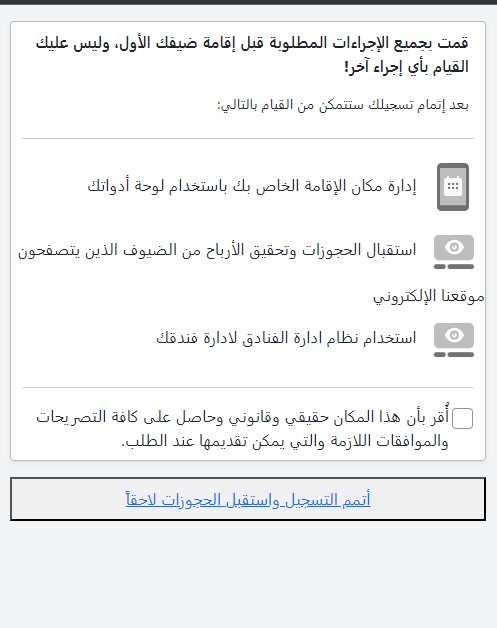 قمت بجميع الإجراءات المطلوبة قبل إقامة ضيفك الأول، وليس عليك
القيام بأي إجراء آخر!
بعد إتمام تسجيلك ستتمكن من القيام بالتالي:
إدارة مكان الإقامة الخاص بك باستخدام لوحة أدواتك
استقبال الحجوزات وتحقيق الأرباح من الضيوف الذين يتصفحون
موقعنا الإلكتروني
استخدام نظام ادارة الفنادق لادارة فندقك
أُقر بأن هذا المكان حقيقي وقانوني وحاصل على كافة التصريحات
والموافقات اللازمة والتي يمكن تقديمها عند الطلب.
أتمم التسجيل واستقبل الحجوزات لاحقاً